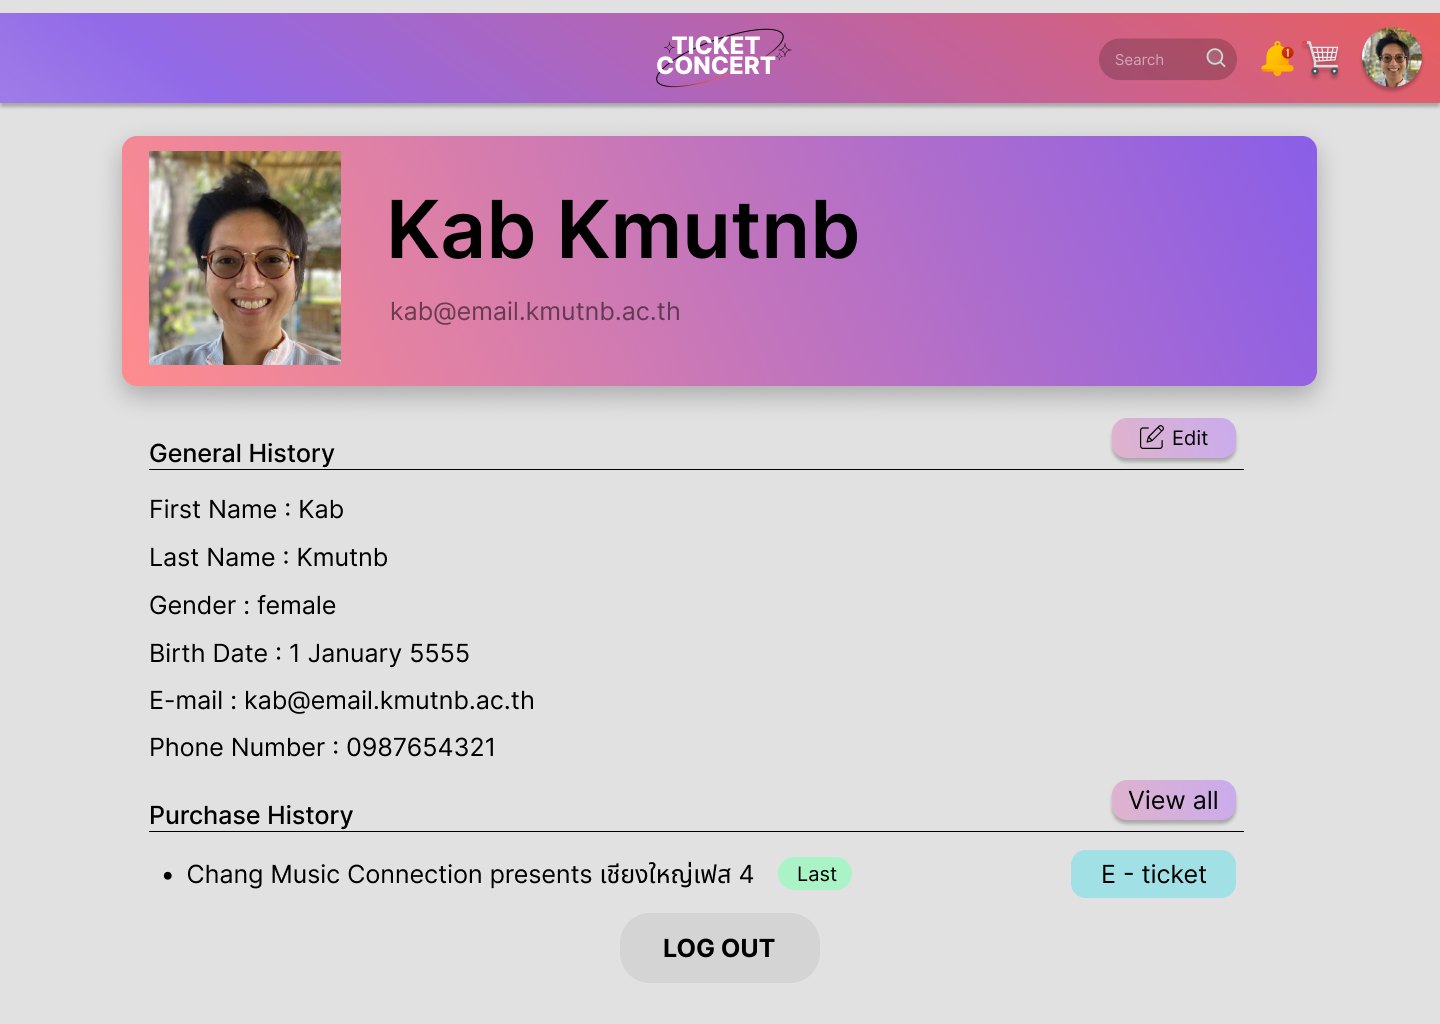 TICKET
CONCERT
Search
1
Kab Kmutnb
kab@email.kmutnb.ac.th
General History
Edit
First Name : Kab
Last Name : Kmutnb
Gender : female
Birth Date : 1 January 5555
E-mail : kab@email.kmutnb.ac.th
Phone Number : 0987654321
Purchase History
View all
• Chang Music Connection presents เชียงใหญ่เฟส 4
Last
E - ticket
LOG OUT